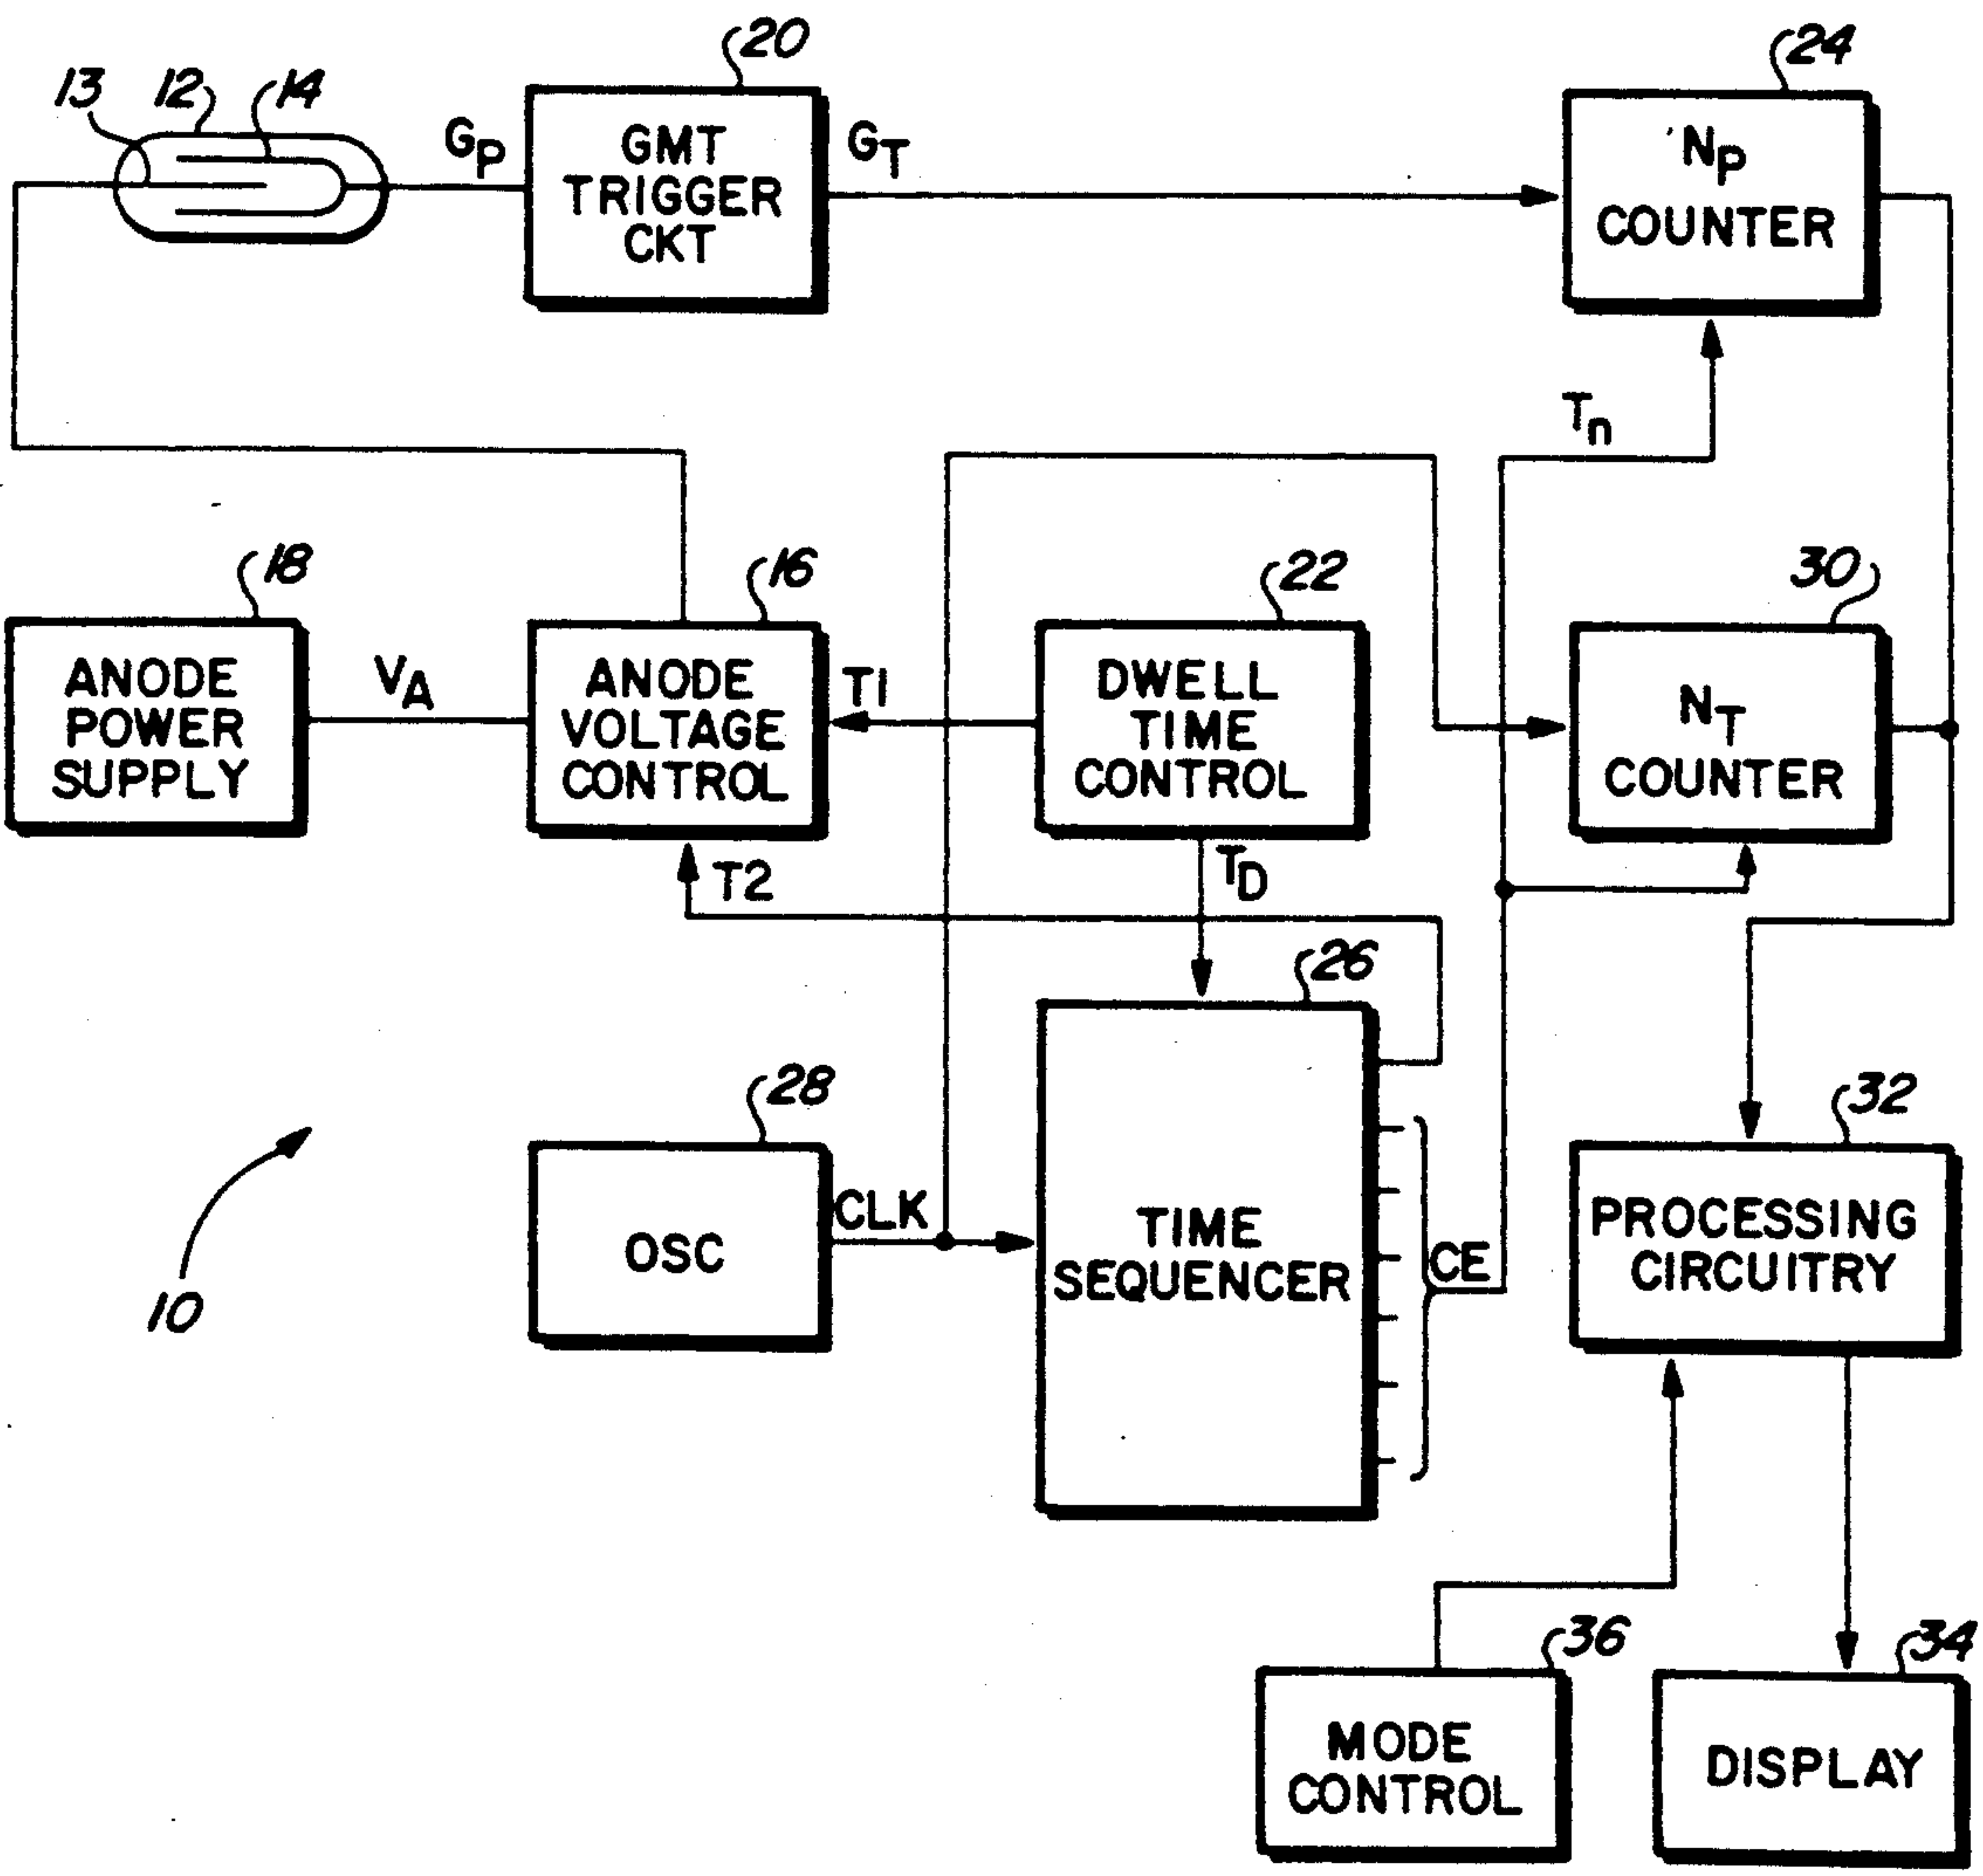 20
24
13
12
14
GP
GMT
TRIGGER
CKT
GT
NP
COUNTER
Tn
18
16
22
30
ANODE
POWER
SUPPLY
VA
ANODE
VOLTAGE
CONTROL
T1
DWELL
TIME
CONTROL
NT
COUNTER
T2
TD
26
28
32
OSC
CLK
TIME
SEQUENCER
CE
PROCESSING
CIRCUITRY
10
36
34
MODE
CONTROL
DISPLAY